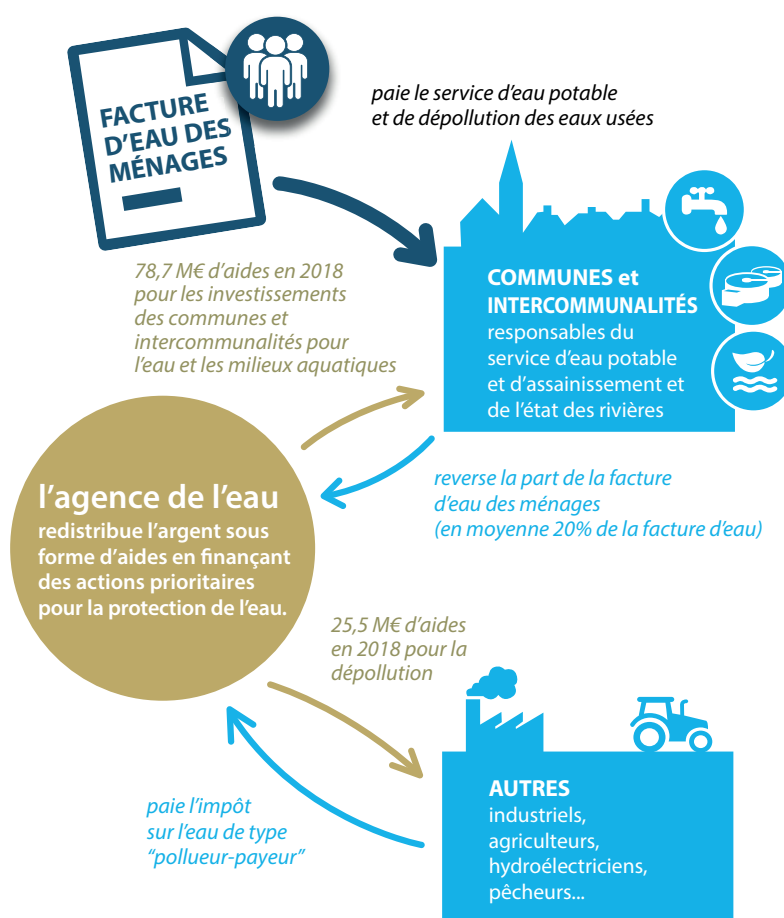 FACTURE
D'EAU DES
MÉNAGES
paie le service d'eau potable
et de dépollution des eaux usées
78,7 M€ d'aides en 2018
pour les investissements
des communes et
intercommunalités pour
l'eau et les milieux aquatiques
COMMUNES et
INTERCOMMUNALITÉS
responsables du
service d'eau potable
et d'assainissement et
de l'état des rivières
l'agence de l'eau
redistribue l'argent sous
forme d'aides en finançant
des actions prioritaires
pour la protection de l'eau.
reverse la part de la facture
d'eau des ménages
(en moyenne 20% de la facture d'eau)
25,5 M€ d'aides
en 2018 pour la
dépollution
paie l'impôt
sur l'eau de type
"pollueur-payeur"
AUTRES
industriels,
agriculteurs,
hydroélectriciens,
pêcheurs...